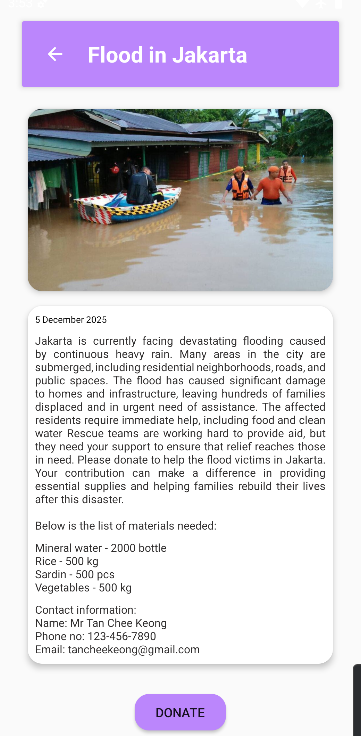 Flood in Jakarta
5 December 2025
Jakarta is currently facing devastating flooding caused
by continuous heavy rain. Many areas in the city are
submerged, including residential neighborhoods, roads, and
public spaces. The flood has caused significant damage
to homes and infrastructure, leaving hundreds of families
displaced and in urgent need of assistance. The affected
residents require immediate help, including food and clean
water Rescue teams are working hard to provide aid, but
they need your support to ensure that relief reaches those
in need. Please donate to help the flood victims in Jakarta.
Your contribution can make a difference in providing
essential supplies and helping families rebuild their lives
after this disaster.
Below is the list of materials needed:
Mineral water - 2000 bottle
Rice - 500 kg
Sardin - 500 pcs
Vegetables - 500 kg
Contact information:
Name: Mr Tan Chee Keong
Phone no: 123-456-7890
Email: tancheekeong@gmail.com
DONATE